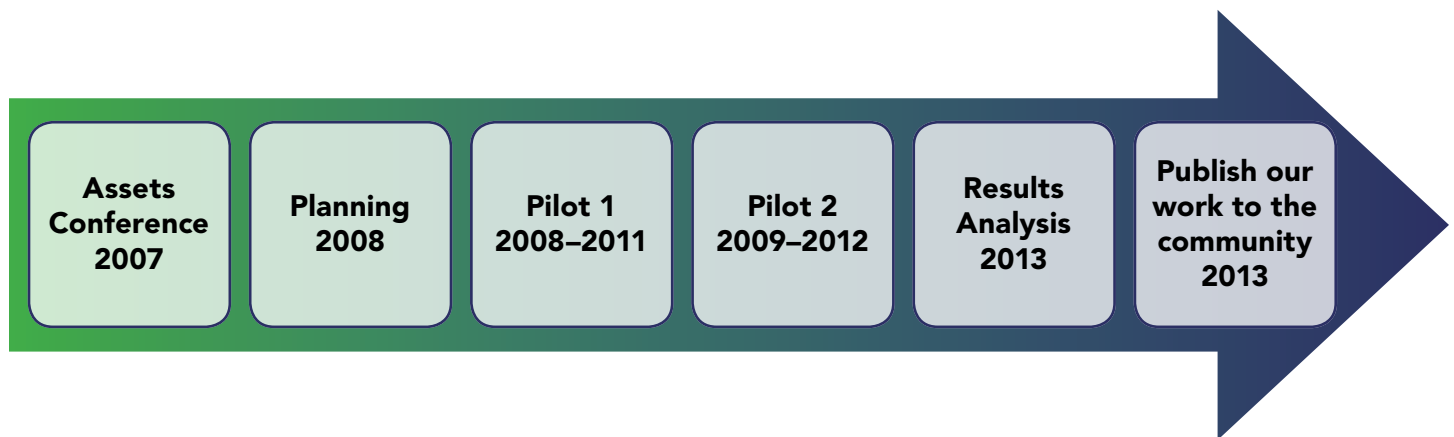 Assets
Conference
2007
Planning
2008
Pilot 1
2008–2011
Pilot 2
2009–2012
Results
Analysis
2013
Publish our
work to the
community
2013